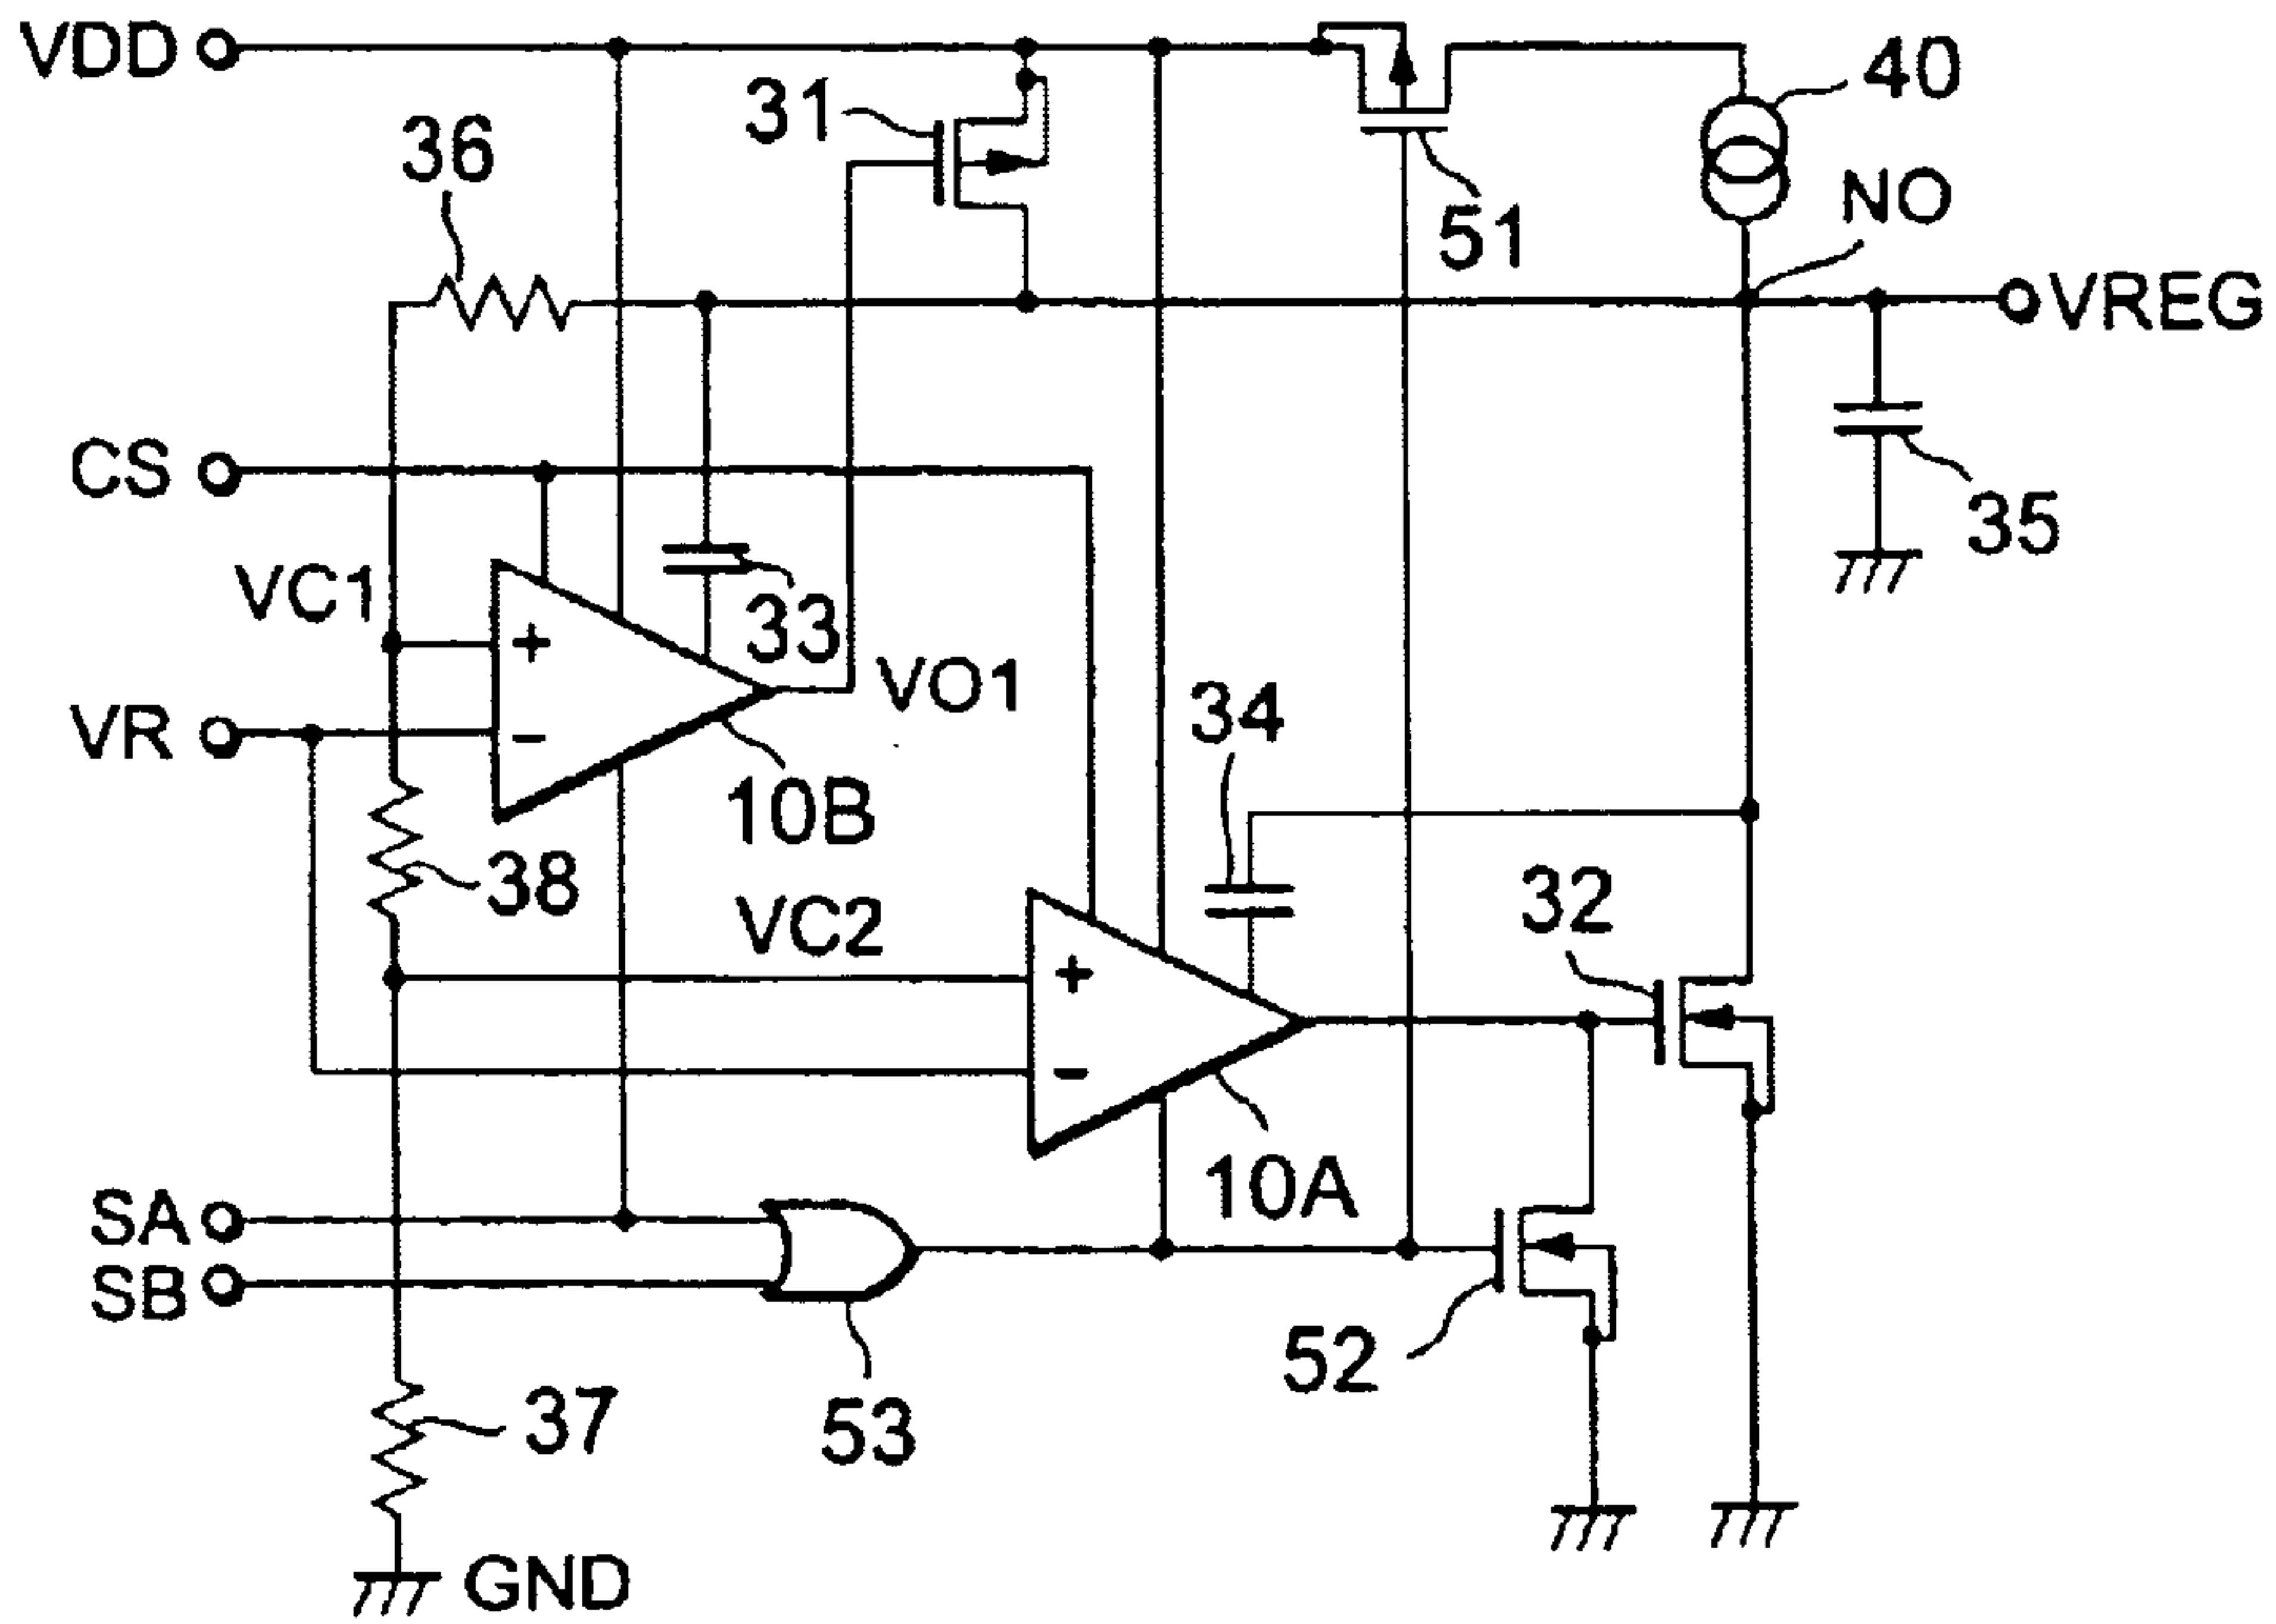 VDD
40
31
36
NO
51
VREG
CS
35
VC1
33
VO1
34
VR
10B
38
32
VC2
10A
SA
SB
52
37
53
GND
+
−
+
−